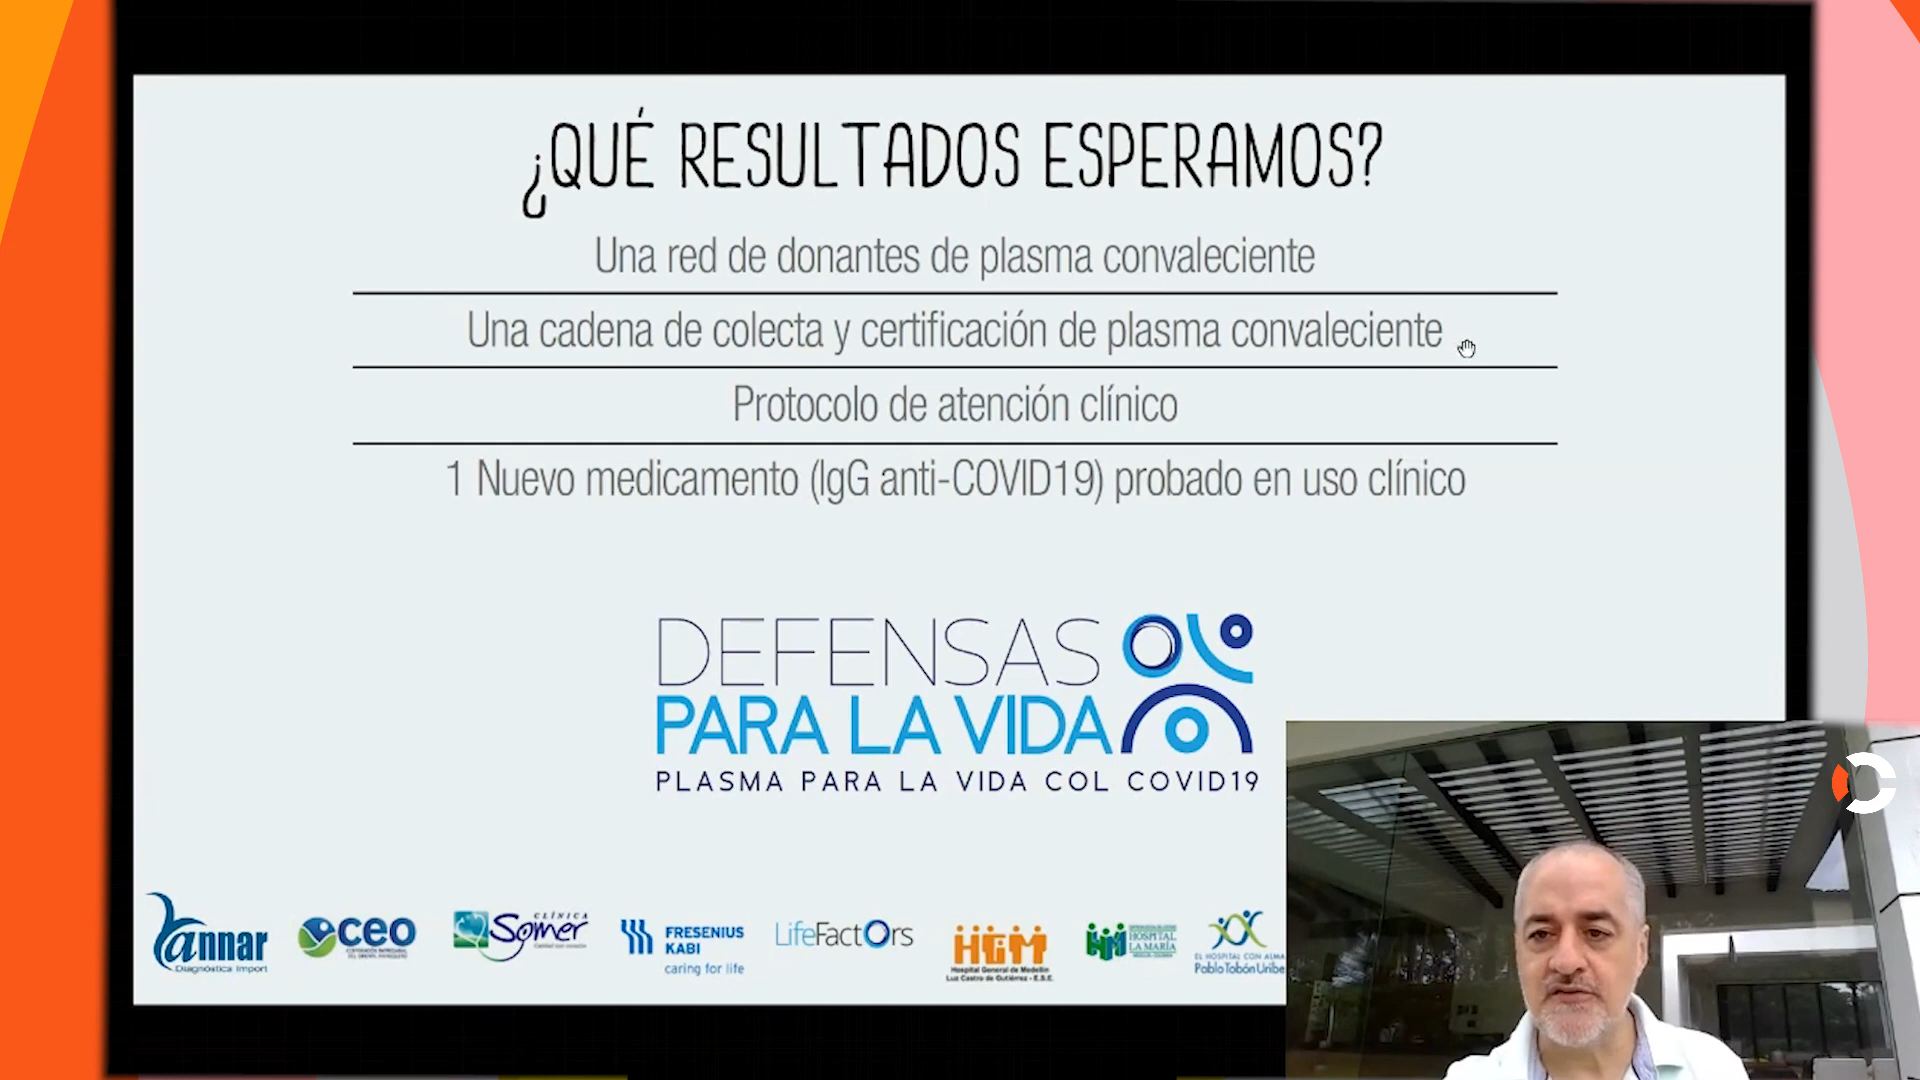 ¿QUÉ RESULTADOS ESPERAMOS?
Una red de donantes de plasma convaleciente
Una cadena de colecta y certificación de plasma convaleciente
Protocolo de atención clínico
1 Nuevo medicamento (IgG anti-COVID19) probado en uso clínico
DEFENSAS
PARA LA VIDA
PLASMA PARA LA VIDA COL COVID19
annar
Diagnóstica Import
CEO
CLÍNICA
Somer
FRESENIUS
KABI
caring for life
LifeFactOrs
HGM
Hospital General de Medellín
Luz Castro de Gutiérrez - E.S.E.
HOSPITAL
LA MARÍA
EL HOSPITAL CON ALMA
Pablo Tobón Uribe